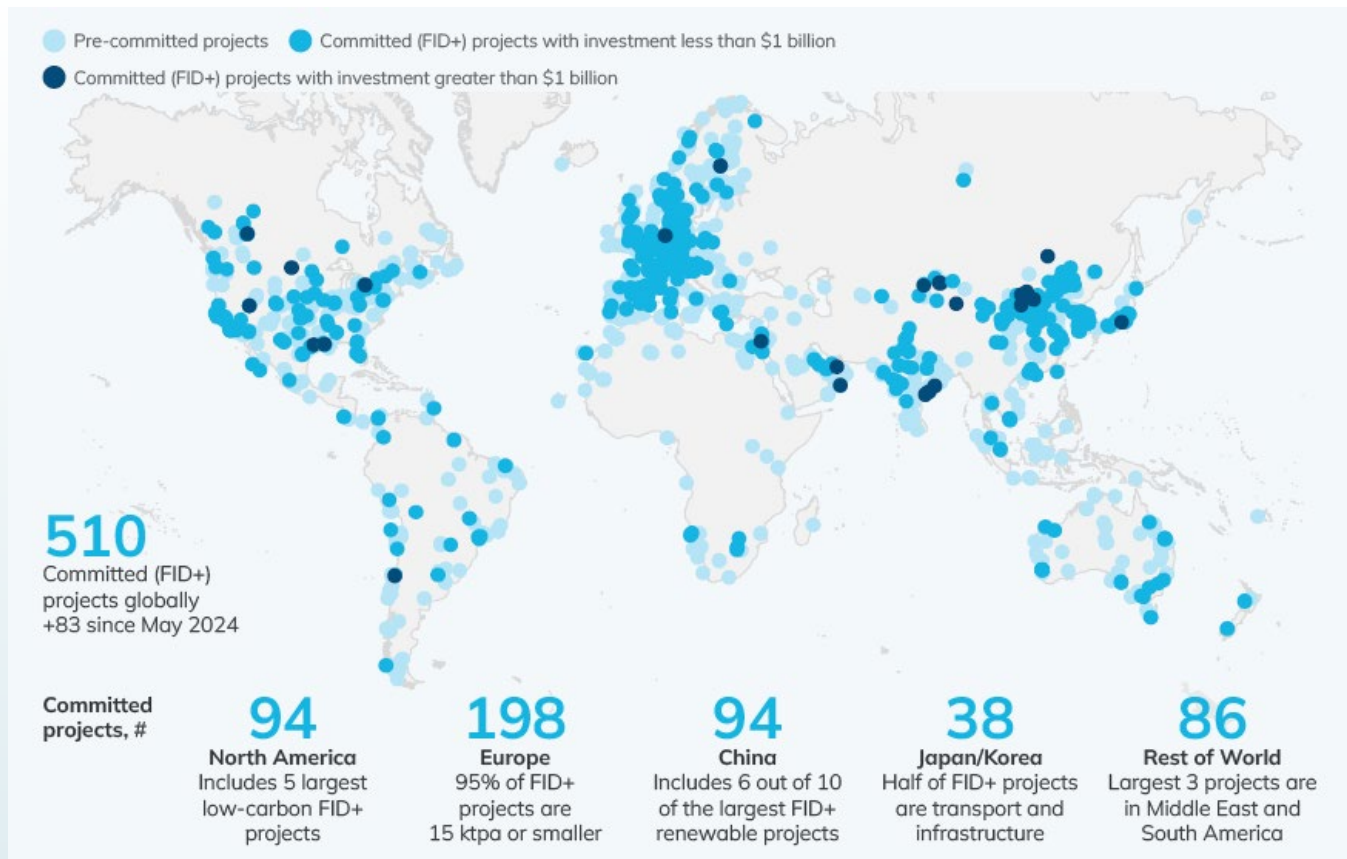 Pre-committed projects
Committed (FID+) projects with investment less than $1 billion
Committed (FID+) projects with investment greater than $1 billion
510
Committed (FID+)
projects globally
+83 since May 2024
Committed
projects, #
94
North America
Includes 5 largest
low-carbon FID+
projects
198
Europe
95% of FID+
projects are
15 ktpa or smaller
94
China
Includes 6 out of 10
of the largest FID+
renewable projects
38
Japan/Korea
Half of FID+ projects
are transport and
infrastructure
86
Rest of World
Largest 3 projects are
in Middle East and
South America